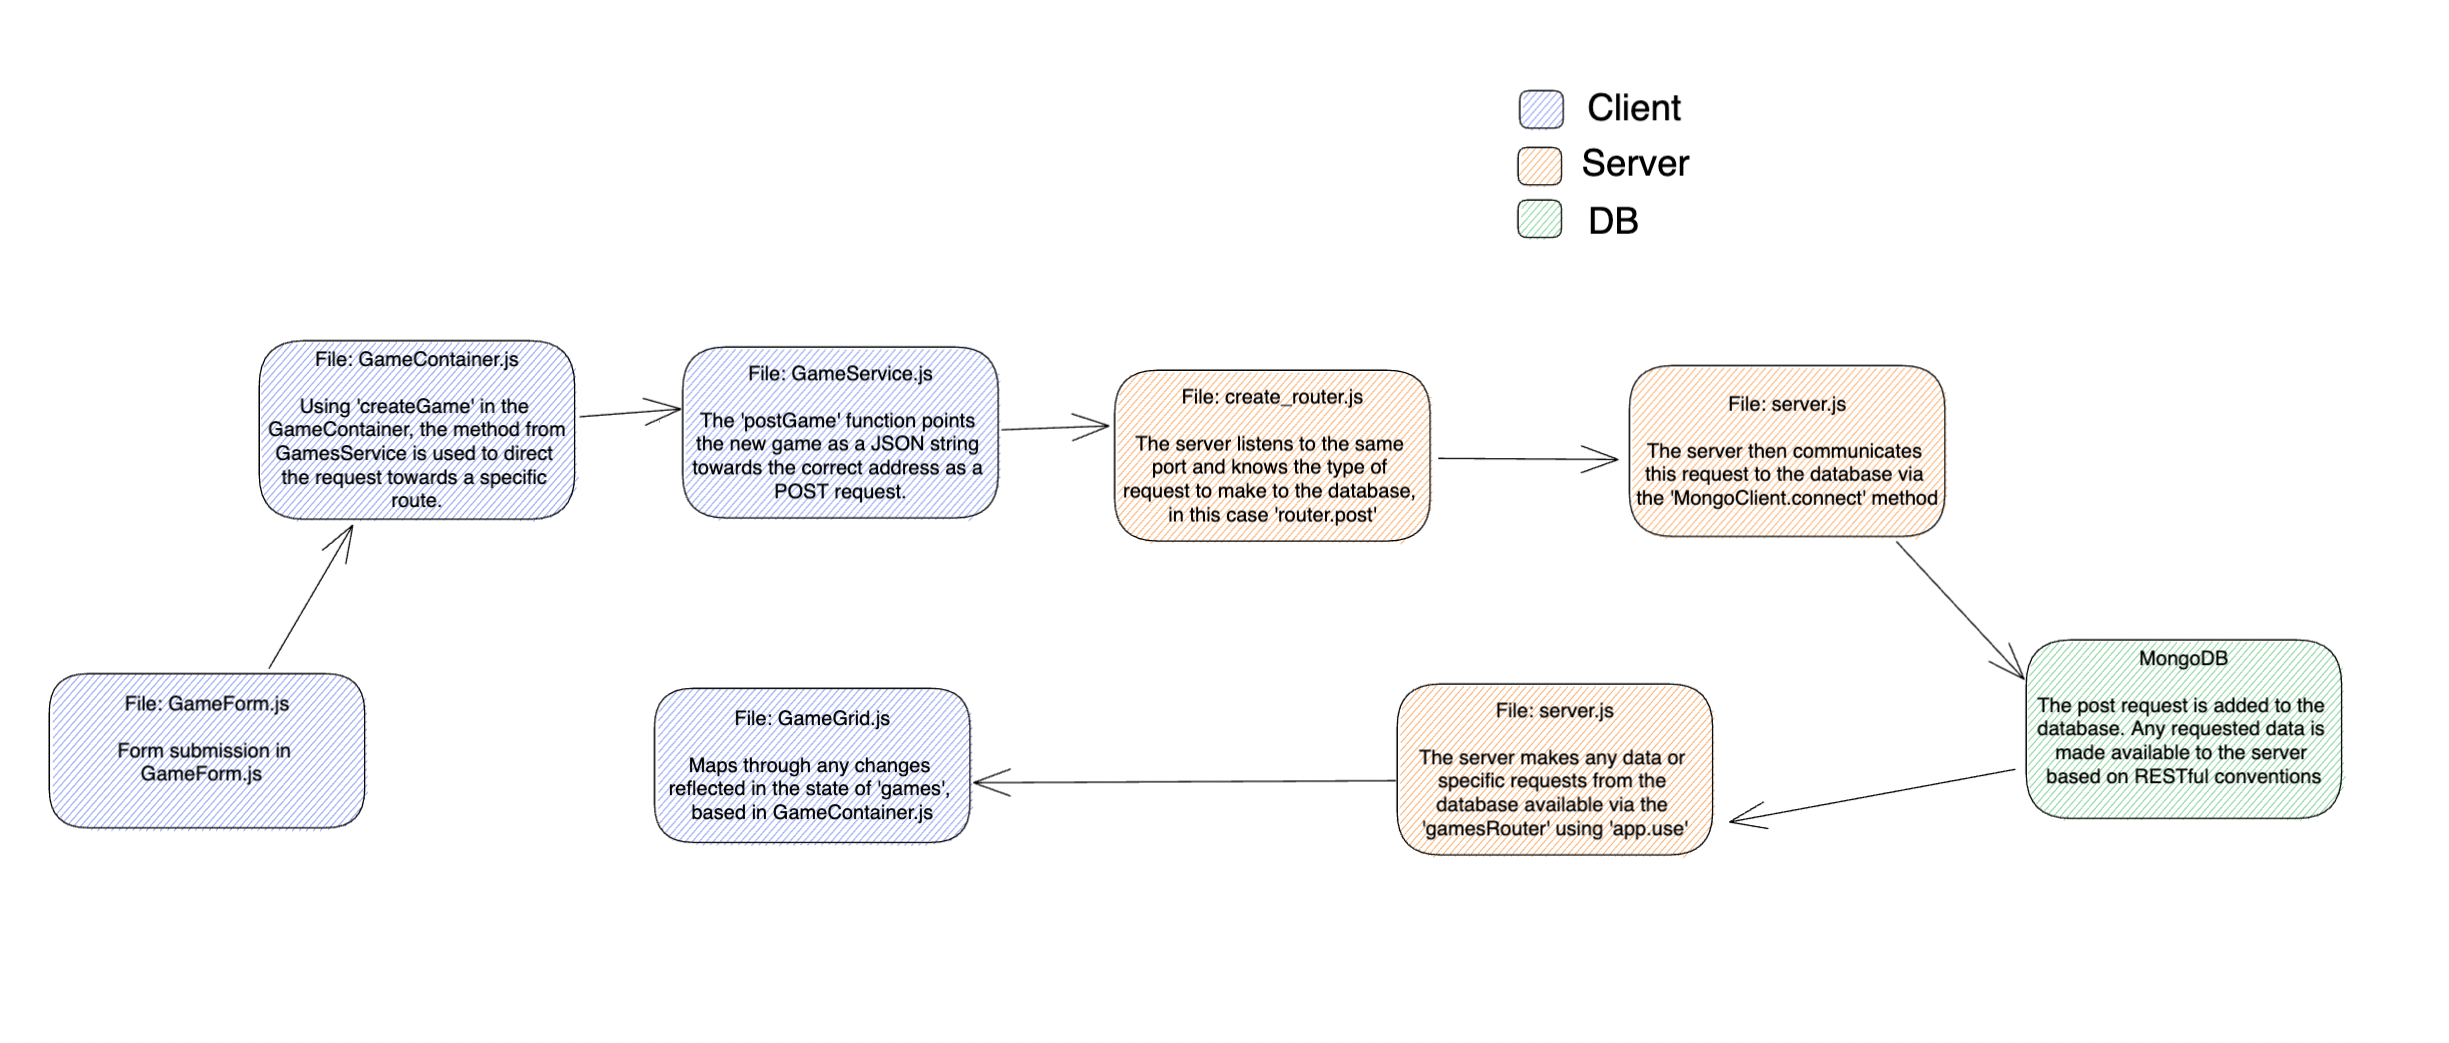 Client
Server
DB
File: GameContainer.js
Using 'createGame' in the
GameContainer, the method from
GamesService is used to direct
the request towards a specific
route.
File: GameService.js
The 'postGame' function points
the new game as a JSON string
towards the correct address as a
POST request.
File: create_router.js
The server listens to the same
port and knows the type of
request to make to the database,
in this case 'router.post'
File: server.js
The server then communicates
this request to the database via
the 'MongoClient.connect' method
File: GameForm.js
Form submission in
GameForm.js
File: GameGrid.js
Maps through any changes
reflected in the state of 'games',
based in GameContainer.js
File: server.js
The server makes any data or
specific requests from the
database available via the
'gamesRouter' using 'app.use'
MongoDB
The post request is added to the
database. Any requested data is
made available to the server
based on RESTful conventions